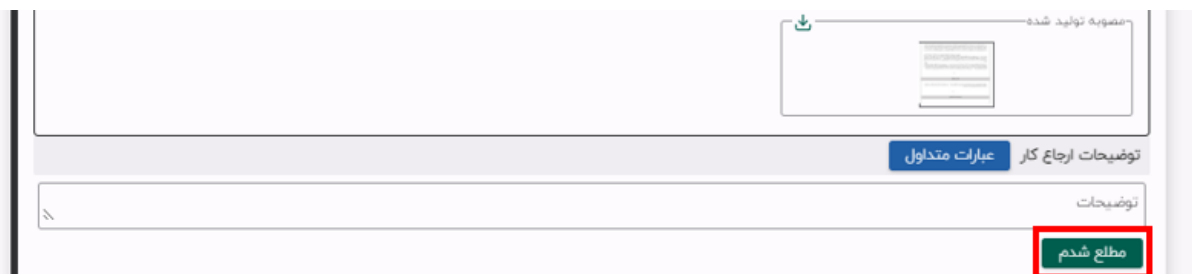 مصوبه تولید شده
توضیحات ارجاع کار عبارات متداول
توضیحات
مطلع شدم